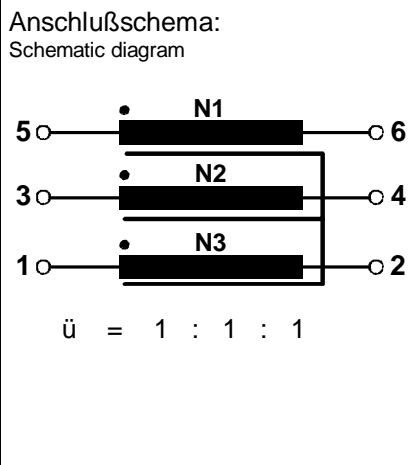 Anschlußschema:
Schematic diagram
N1
5 6
N2
3 4
N3
1 2
ü = 1 : 1 : 1